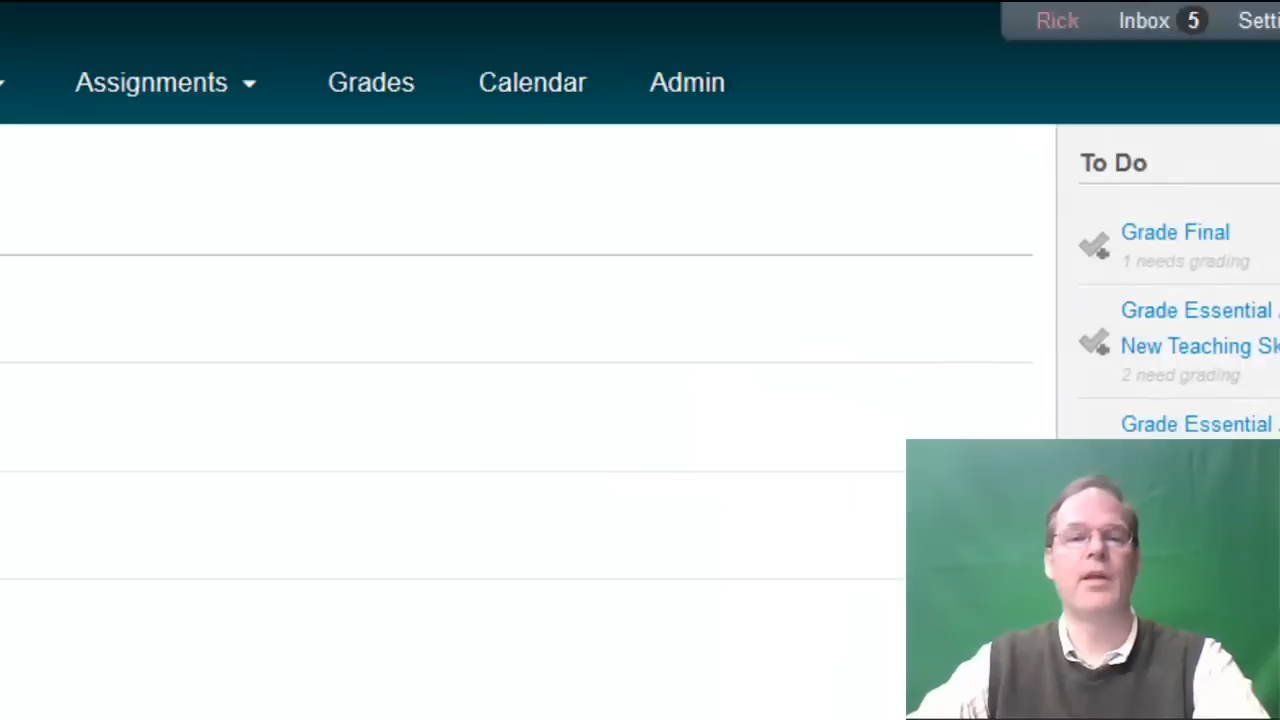 Rick Inbox 5 Setti
Assignments Grades Calendar Admin
To Do
Grade Final
1 needs grading
Grade Essential
New Teaching Sk
2 need grading
Grade Essential